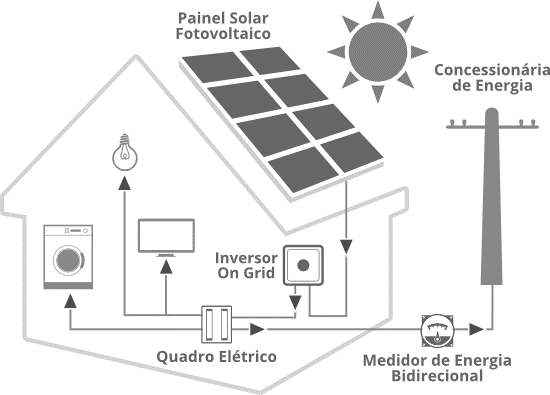 Painel Solar
Fotovoltaico
Concessionária
de Energia
Inversor
On Grid
Quadro Elétrico
Medidor de Energia
Bidirecional